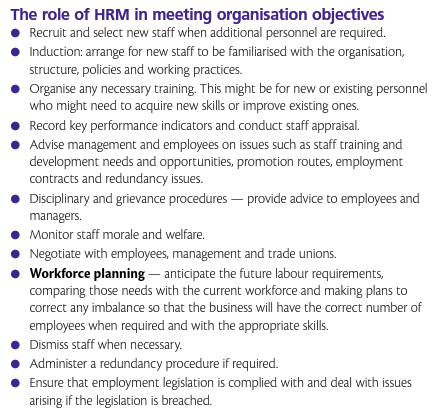 The role of HRM in meeting organisation objectives
● Recruit and select new staff when additional personnel are required.
● Induction: arrange for new staff to be familiarised with the organisation,
structure, policies and working practices.
● Organise any necessary training. This might be for new or existing personnel
who might need to acquire new skills or improve existing ones.
● Record key performance indicators and conduct staff appraisal.
● Advise management and employees on issues such as staff training and
development needs and opportunities, promotion routes, employment
contracts and redundancy issues.
● Disciplinary and grievance procedures — provide advice to employees and
managers.
● Monitor staff morale and welfare.
● Negotiate with employees, management and trade unions.
● Workforce planning — anticipate the future labour requirements,
comparing those needs with the current workforce and making plans to
correct any imbalance so that the business will have the correct number of
employees when required and with the appropriate skills.
● Dismiss staff when necessary.
● Administer a redundancy procedure if required.
● Ensure that employment legislation is complied with and deal with issues
arising if the legislation is breached.